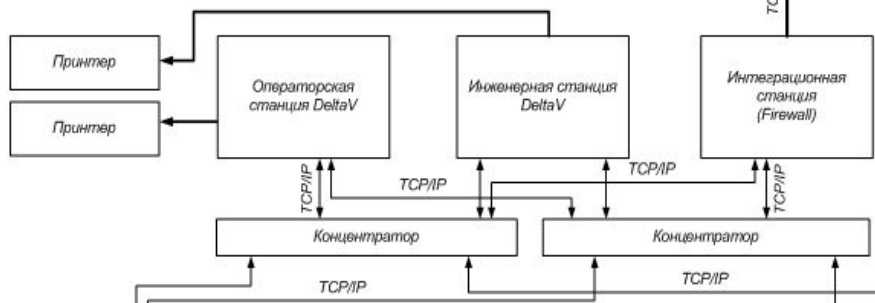 TC
Принтер
Операторская
станция DeltaV
Инженерная станция
DeltaV
Интеграционная
станция
(Firewall)
Принтер
TCP/IP
TCP/IP
TCP/IP
TCP/IP
Концентратор
Концентратор
TCP/IP
TCP/IP